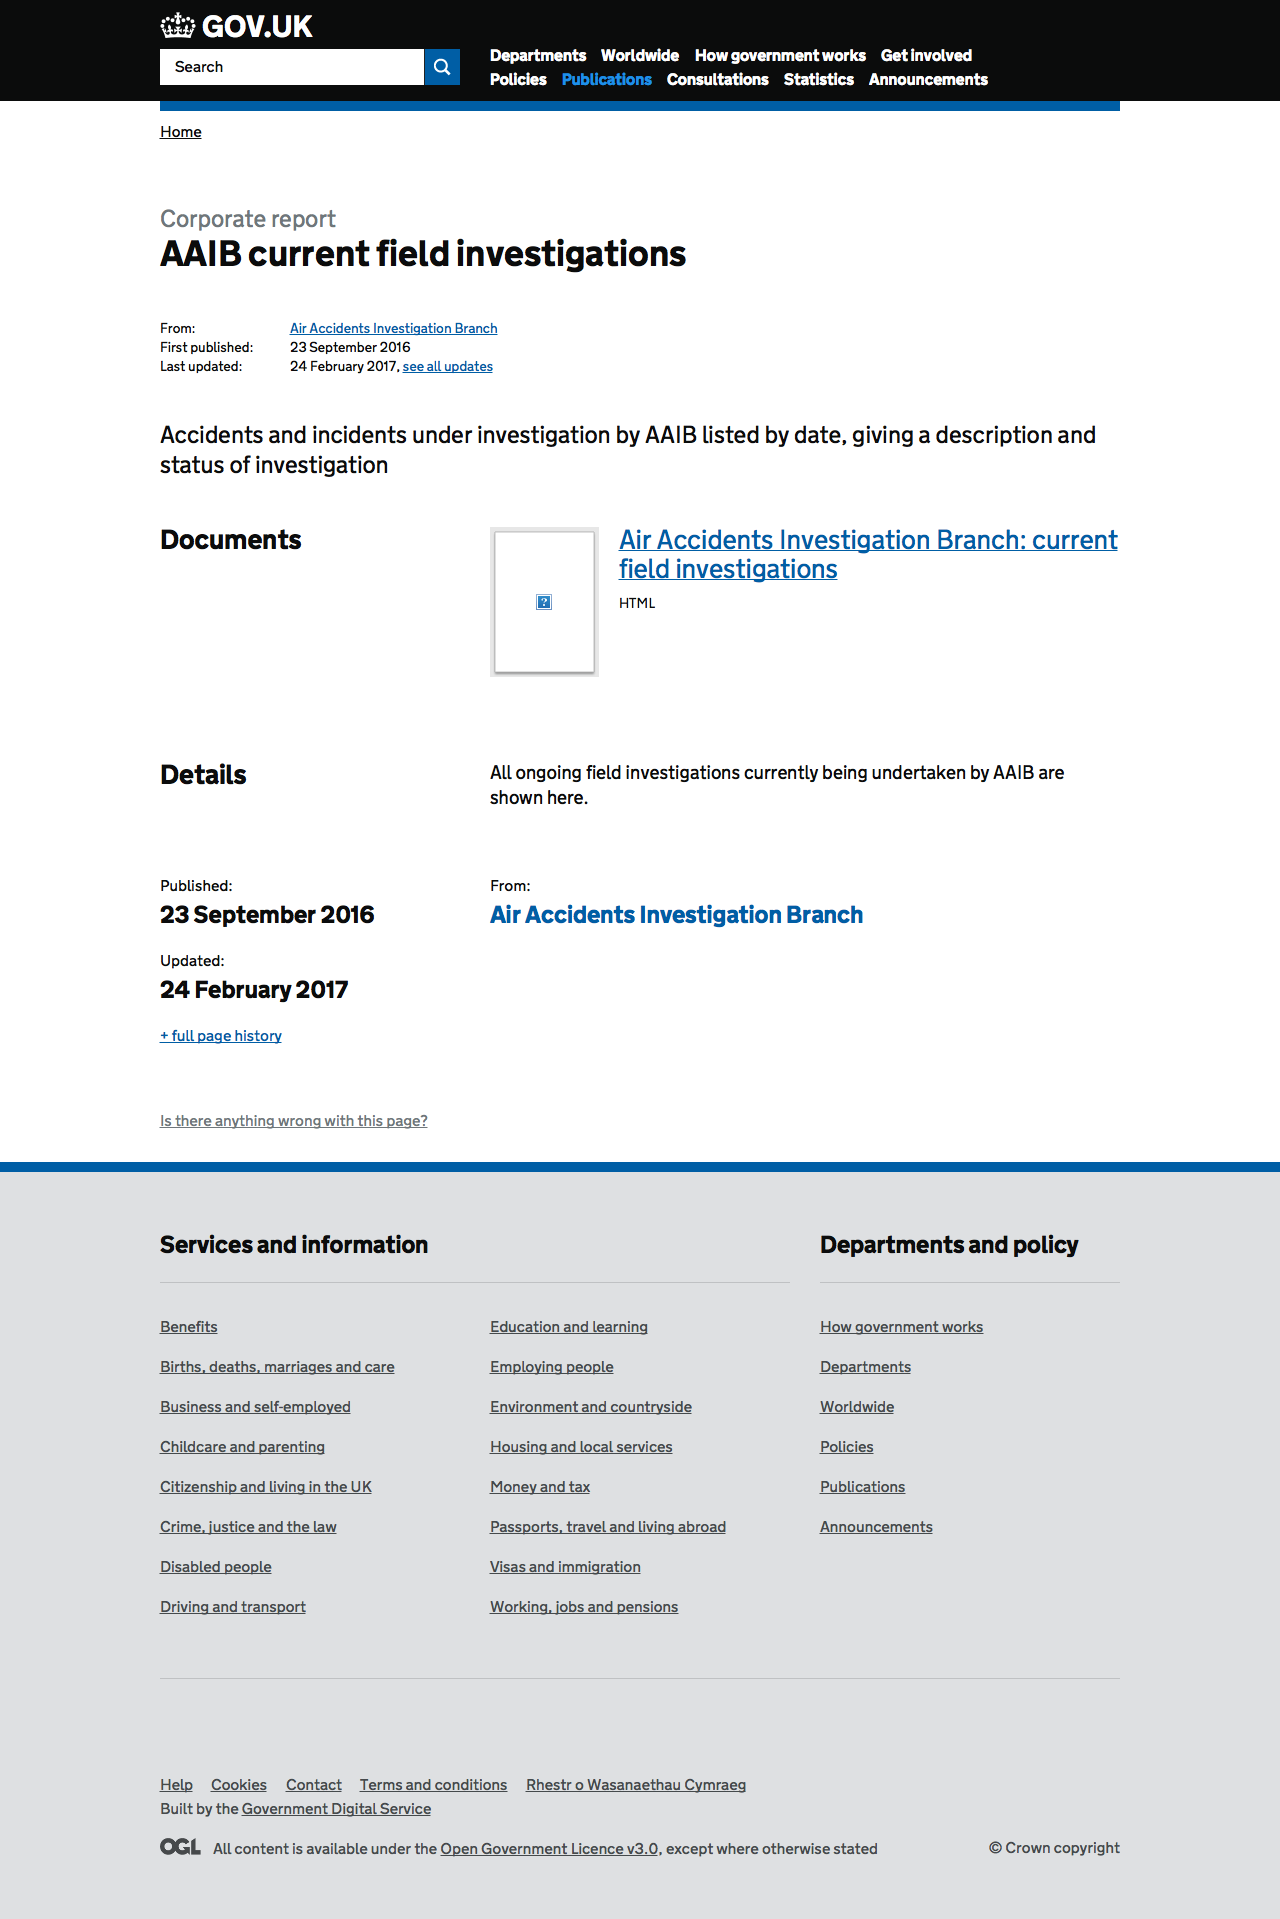 GOV.UK
Search
Departments Worldwide How government works Get involved
Policies Publications Consultations Statistics Announcements
Home
Corporate report
AAIB current field investigations
From: Air Accidents Investigation Branch
First published: 23 September 2016
Last updated: 24 February 2017, see all updates
Accidents and incidents under investigation by AAIB listed by date, giving a description and
status of investigation
Documents
Air Accidents Investigation Branch: current
field investigations
?
HTML
Details
All ongoing field investigations currently being undertaken by AAIB are
shown here.
Published:
23 September 2016
From:
Air Accidents Investigation Branch
Updated:
24 February 2017
+ full page history
Is there anything wrong with this page?
Services and information
Benefits
Births, deaths, marriages and care
Business and self-employed
Childcare and parenting
Citizenship and living in the UK
Crime, justice and the law
Disabled people
Driving and transport
Education and learning
Employing people
Environment and countryside
Housing and local services
Money and tax
Passports, travel and living abroad
Visas and immigration
Working, jobs and pensions
Departments and policy
How government works
Departments
Worldwide
Policies
Publications
Announcements
Help Cookies Contact Terms and conditions Rhestr o Wasanaethau Cymraeg
Built by the Government Digital Service
OGL All content is available under the Open Government Licence v3.0, except where otherwise stated
© Crown copyright